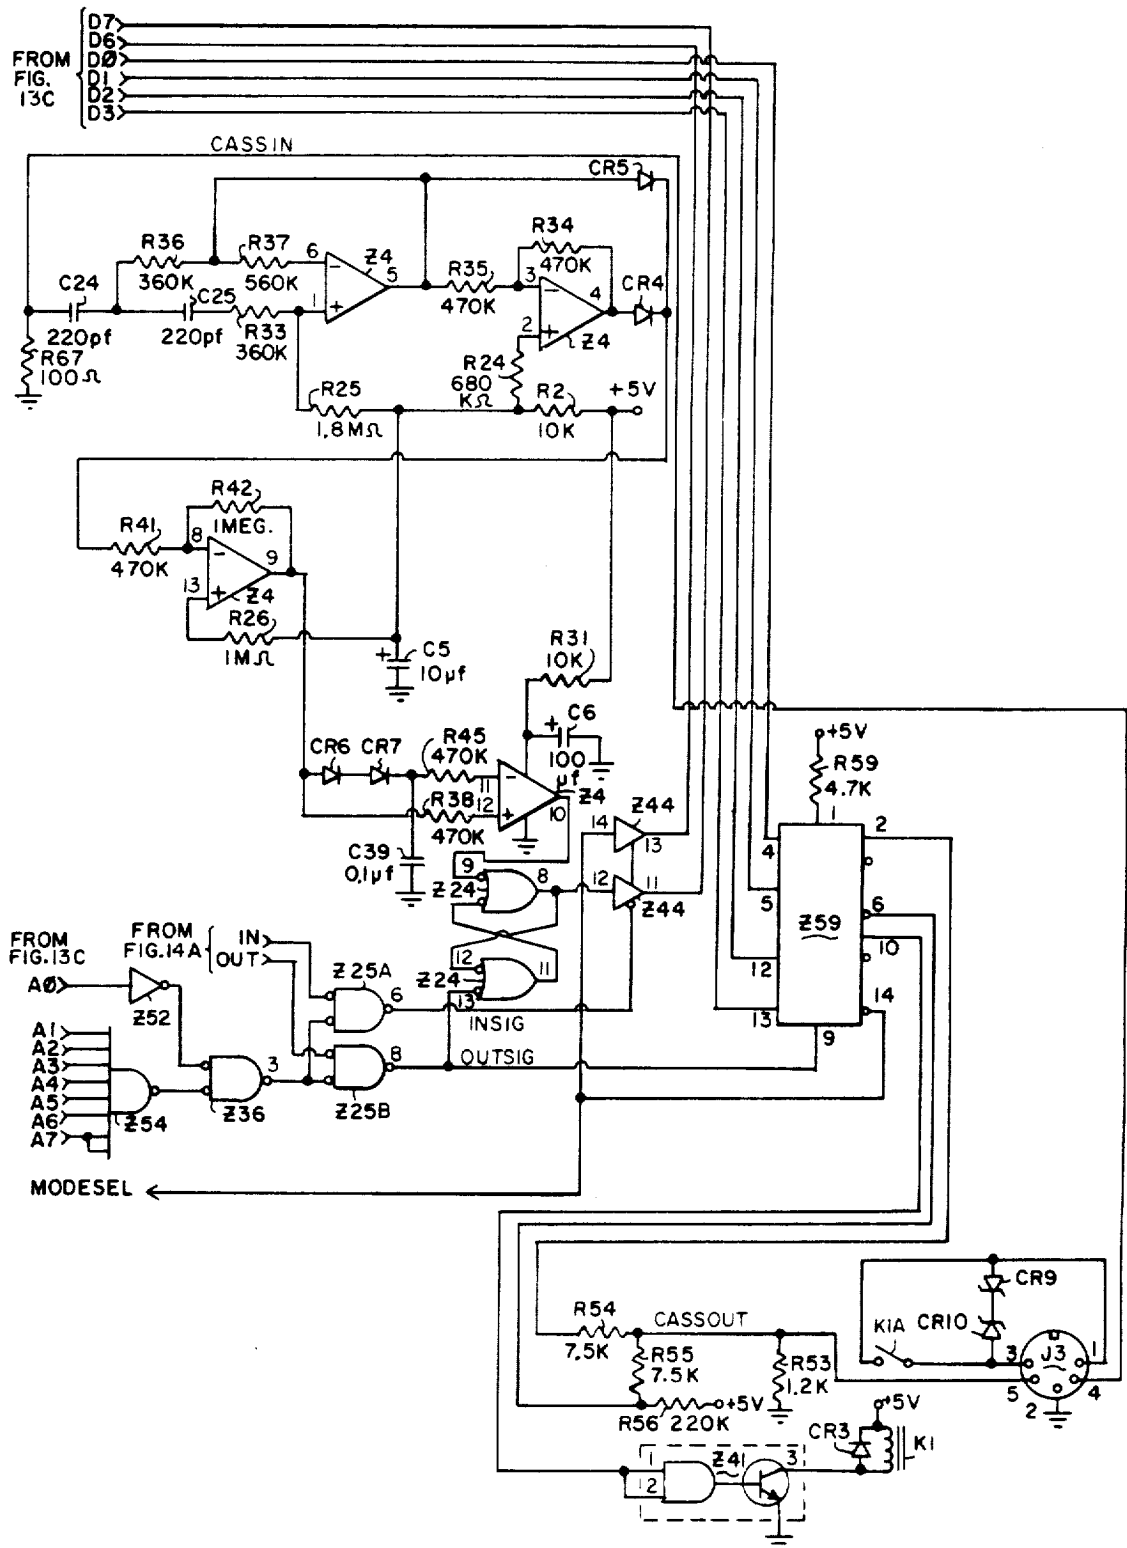 FROM
FIG.
13C
D7
D6
DØ
D1
D2
D3
CASSIN
CR5
R36
360K
R37
560K
6
1
Z4
5
C24
220pf
C25
220pf
R33
360K
R67
100Ω
R35
470K
R34
470K
3
2
4
Z4
CR4
R24
680
KΩ
R25
1.8MΩ
R2
10K
+5V
R42
1MEG.
R41
470K
8
13
9
Z4
R26
1MΩ
+
C5
10µf
R31
10K
+
C6
100
µf
CR6
CR7
R45
470K
11
12
R38
470K
Z4
10
C39
0.1µf
+5V
R59
4.7K
1
2
4
5
6
10
12
13
14
9
Z59
14
Z44
13
12
11
Z44
9
Z24
8
12
Z24
13
11
FROM
FIG.13C
AØ
Z52
FROM
FIG.14A
IN
OUT
Z25A
6
INSIG
8
OUTSIG
Z25B
A1
A2
A3
A4
A5
A6
A7
Z54
3
Z36
MODESEL
R54
7.5K
CASSOUT
R55
7.5K
R53
1.2K
R56 220K
+5V
K1A
CR9
CR10
3
J3
1
5
2
4
+5V
CR3
K1
1
2
Z41
3